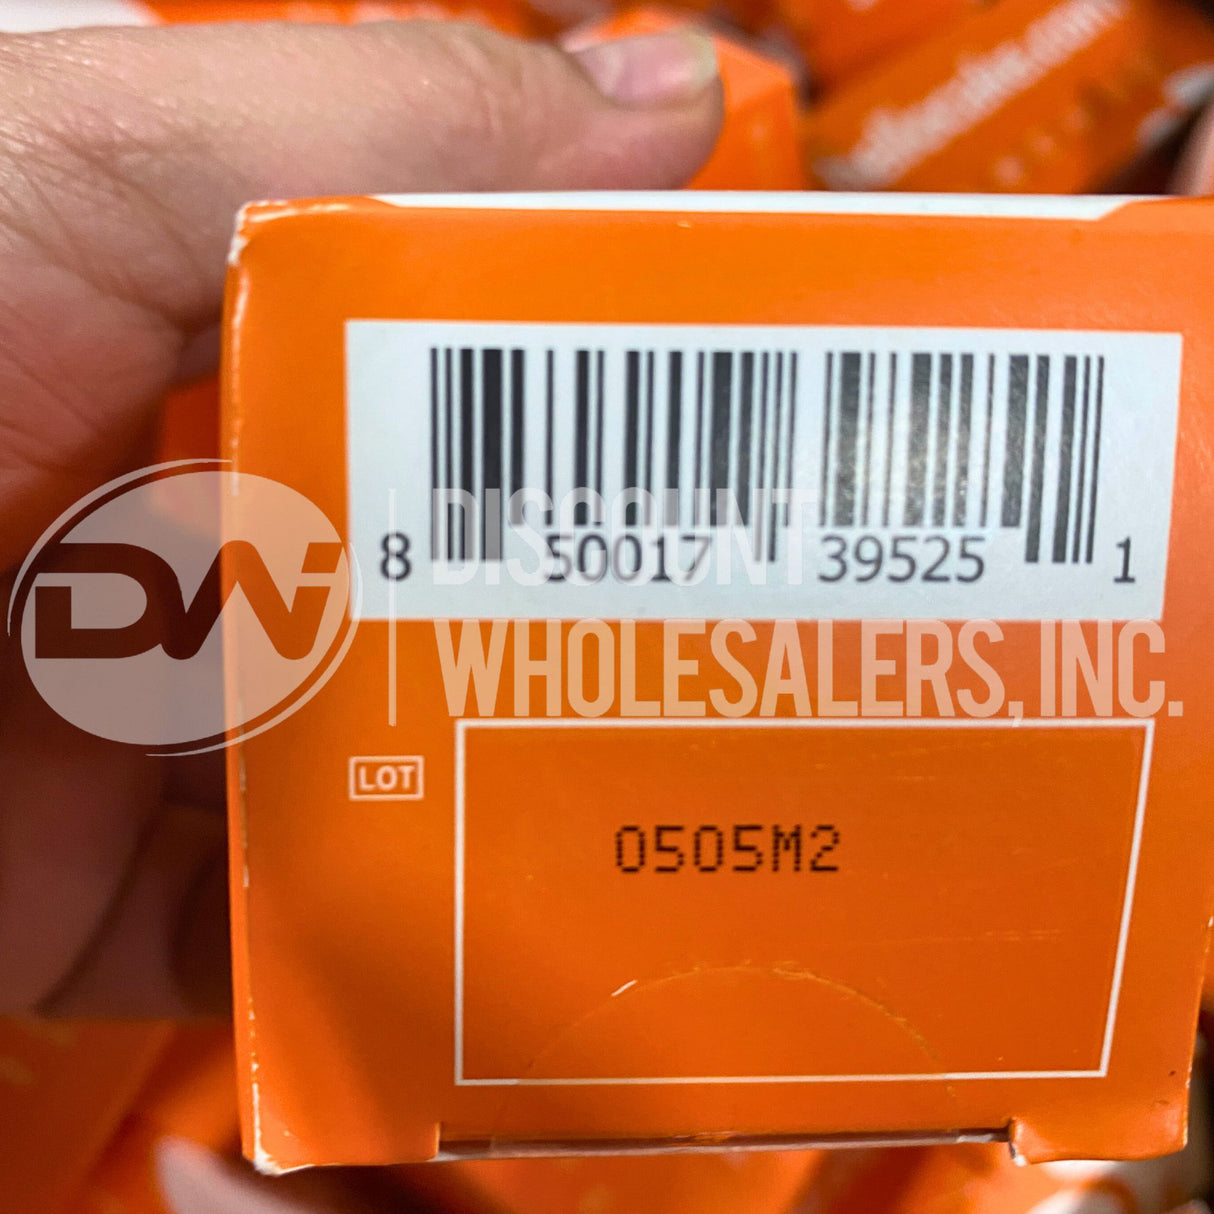 8 50017 39525 1
DW
DISCOUNT
WHOLESALERS, INC.
LOT
0505M2